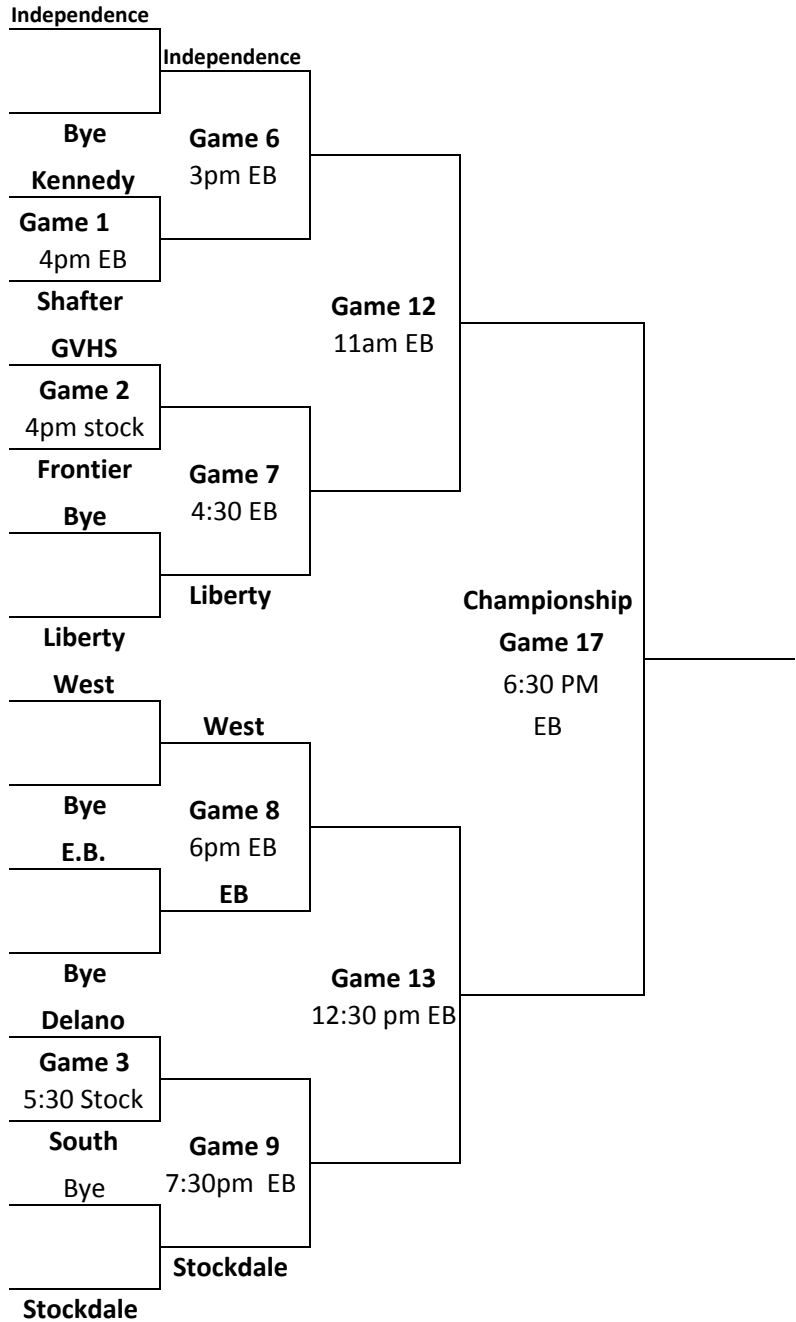 Independence
Independence
Bye
Game 6
3pm EB
Kennedy
Game 1
4pm EB
Shafter
Game 12
11am EB
GVHS
Game 2
4pm stock
Frontier
Game 7
4:30 EB
Bye
Liberty
Liberty
Championship
Game 17
6:30 PM
EB
West
West
Bye
Game 8
6pm EB
E.B.
EB
Bye
Game 13
12:30 pm EB
Delano
Game 3
5:30 Stock
South
Game 9
7:30pm  EB
Bye
Stockdale
Stockdale